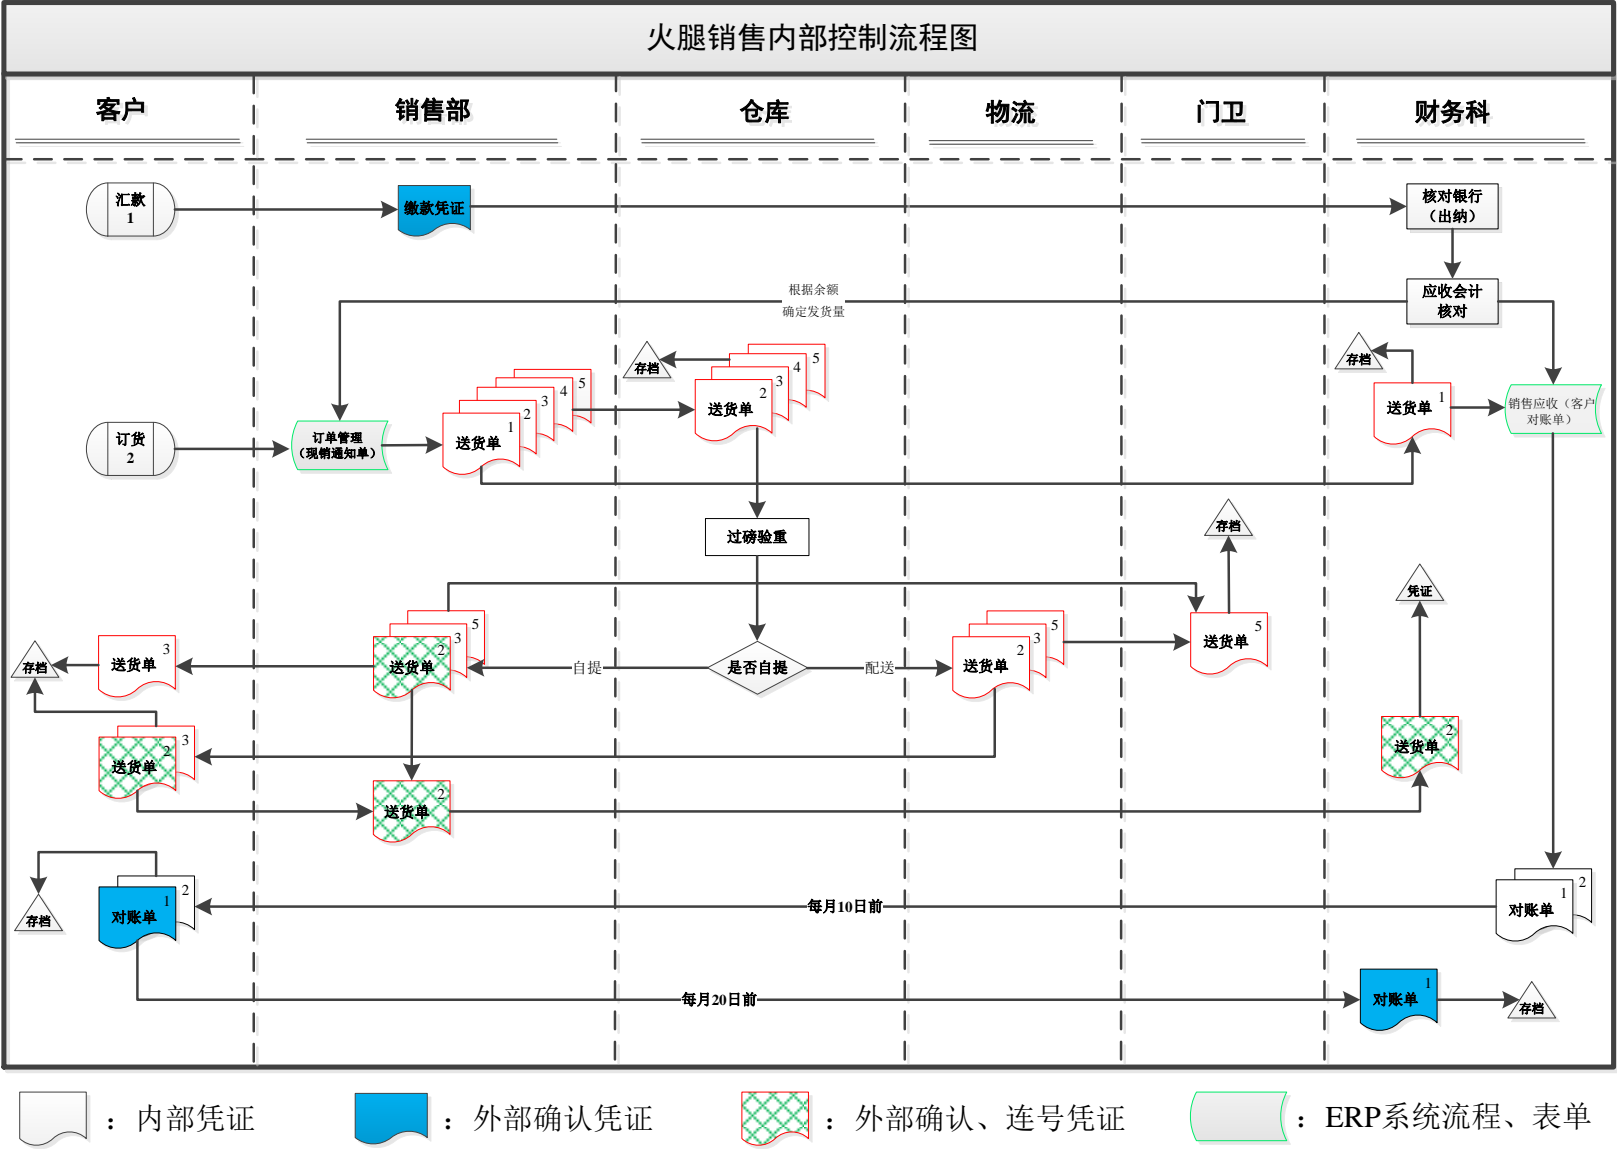 火腿销售内部控制流程图
客户
销售部
仓库
物流
门卫
财务科
汇款
1
缴款凭证
核对银行
（出纳）
根据余额
确定发货量
应收会计
核对
存档
5
4
3
2
送货单
5
4
3
2
1
送货单
存档
1
送货单
销售应收（客户
对账单）
订货
2
订单管理
（现销通知单）
过磅验重
存档
凭证
5
3
2
送货单
自提
是否自提
配送
5
3
2
送货单
5
送货单
3
送货单
存档
3
2
送货单
2
送货单
2
送货单
存档
2
1
对账单
每月10日前
2
1
对账单
每月20日前
1
对账单
存档
：内部凭证
：外部确认凭证
：外部确认、连号凭证
：ERP系统流程、表单